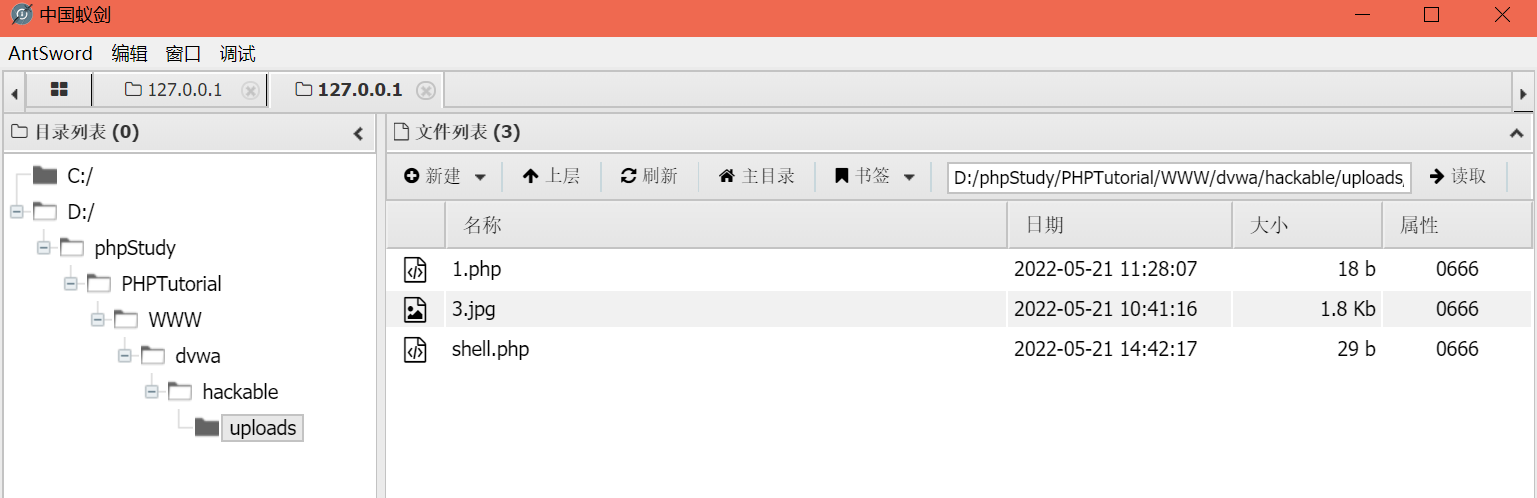 中国蚁剑
AntSword 编辑 窗口 调试
127.0.0.1 127.0.0.1
目录列表 (0)
C:/
D:/
phpStudy
PHPTutorial
WWW
dvwa
hackable
uploads
文件列表 (3)
新建 上层 刷新 主目录 书签 D:/phpStudy/PHPTutorial/WWW/dvwa/hackable/uploads/ 读取
名称 日期 大小 属性
1.php 2022-05-21 11:28:07 18 b 0666
3.jpg 2022-05-21 10:41:16 1.8 Kb 0666
shell.php 2022-05-21 14:42:17 29 b 0666